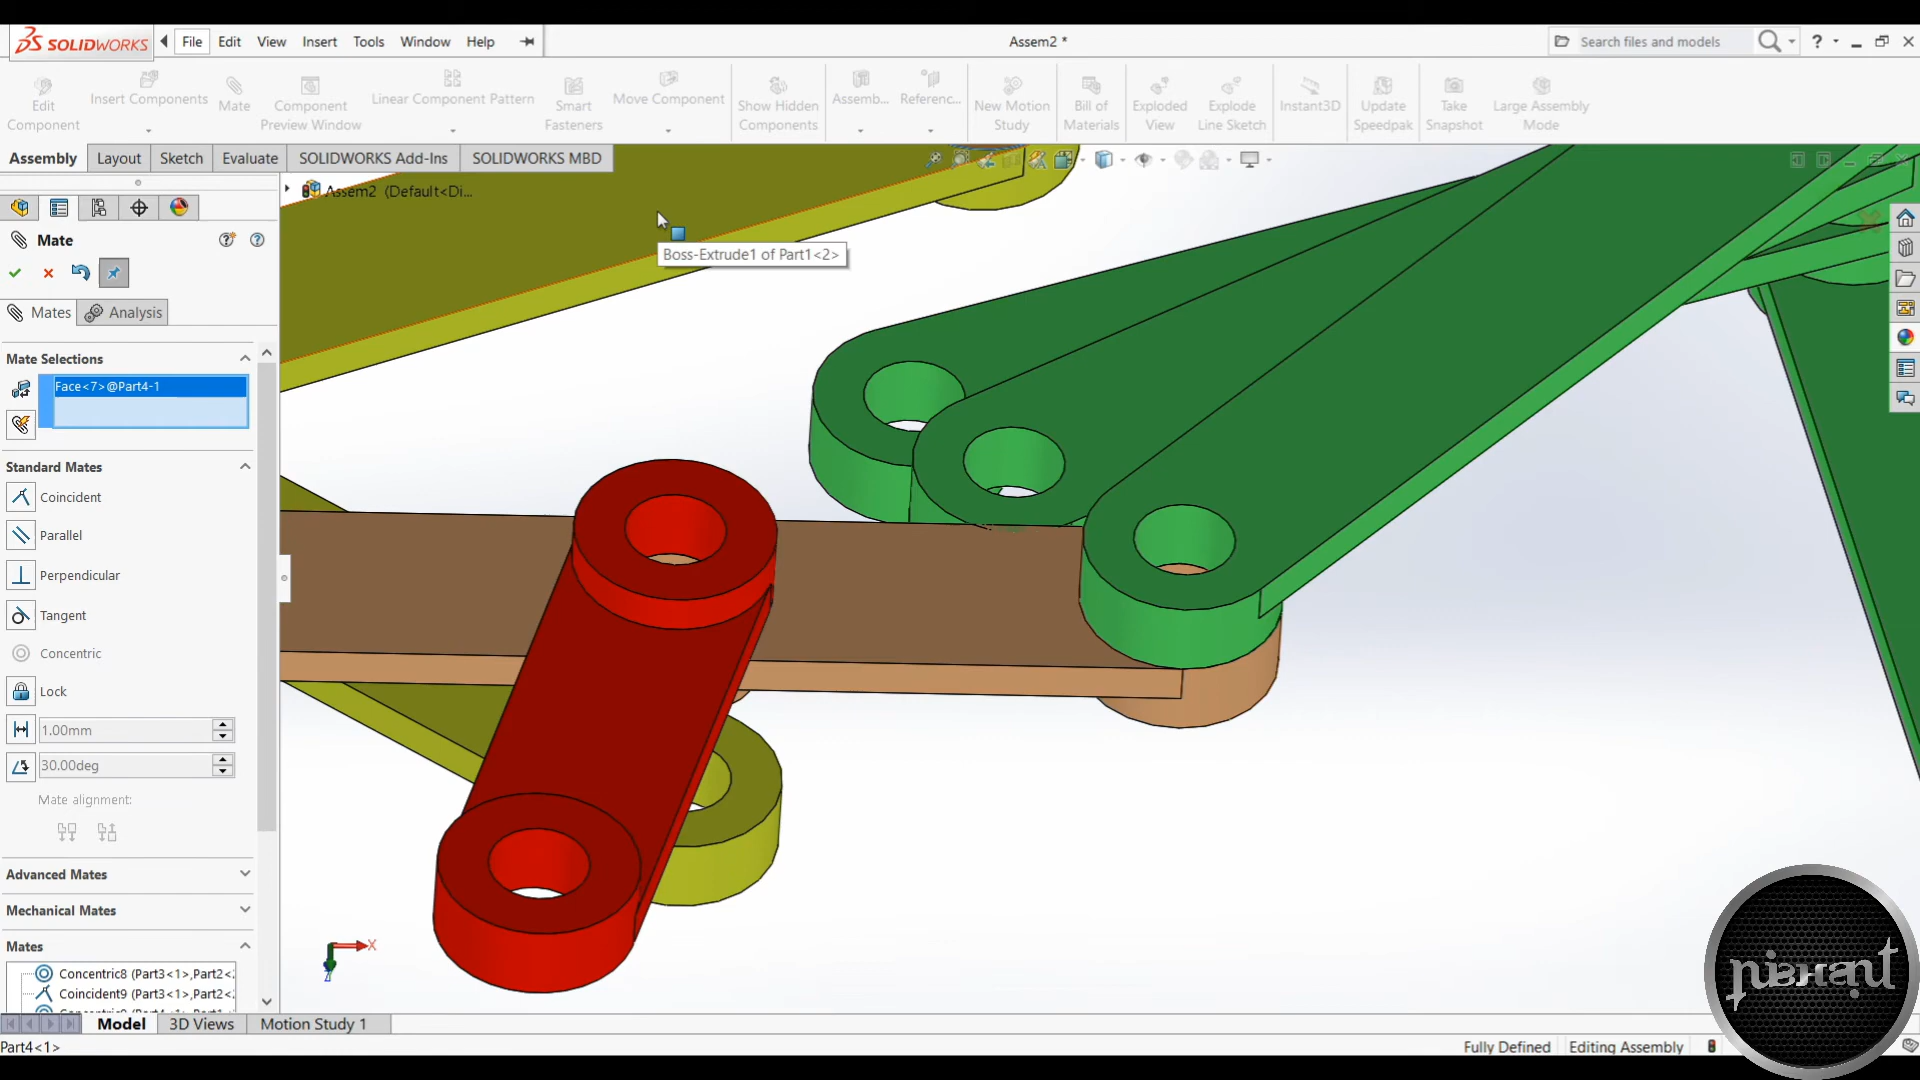 SOLIDWORKS
File Edit View Insert Tools Window Help
Assem2 *
Search files and models
?
Edit Component
Insert Components
Mate
Component Preview Window
Linear Component Pattern
Smart Fasteners
Move Component
Show Hidden Components
Assemb...
Referenc...
New Motion Study
Bill of Materials
Exploded View
Explode Line Sketch
Instant3D
Update Speedpak
Take Snapshot
Large Assembly Mode
Assembly Layout Sketch Evaluate SOLIDWORKS Add-Ins SOLIDWORKS MBD
Assem2 (Default<Di...
Mate
Boss-Extrude1 of Part1<2>
Mates Analysis
Mate Selections
Face<7>@Part4-1
Standard Mates
Coincident
Parallel
Perpendicular
Tangent
Concentric
Lock
1.00mm
30.00deg
Mate alignment:
Advanced Mates
Mechanical Mates
Mates
Concentric8 (Part3<1>,Part2<
Coincident9 (Part3<1>,Part2<
X
Z
Model 3D Views Motion Study 1
Part4<1>
Fully Defined Editing Assembly